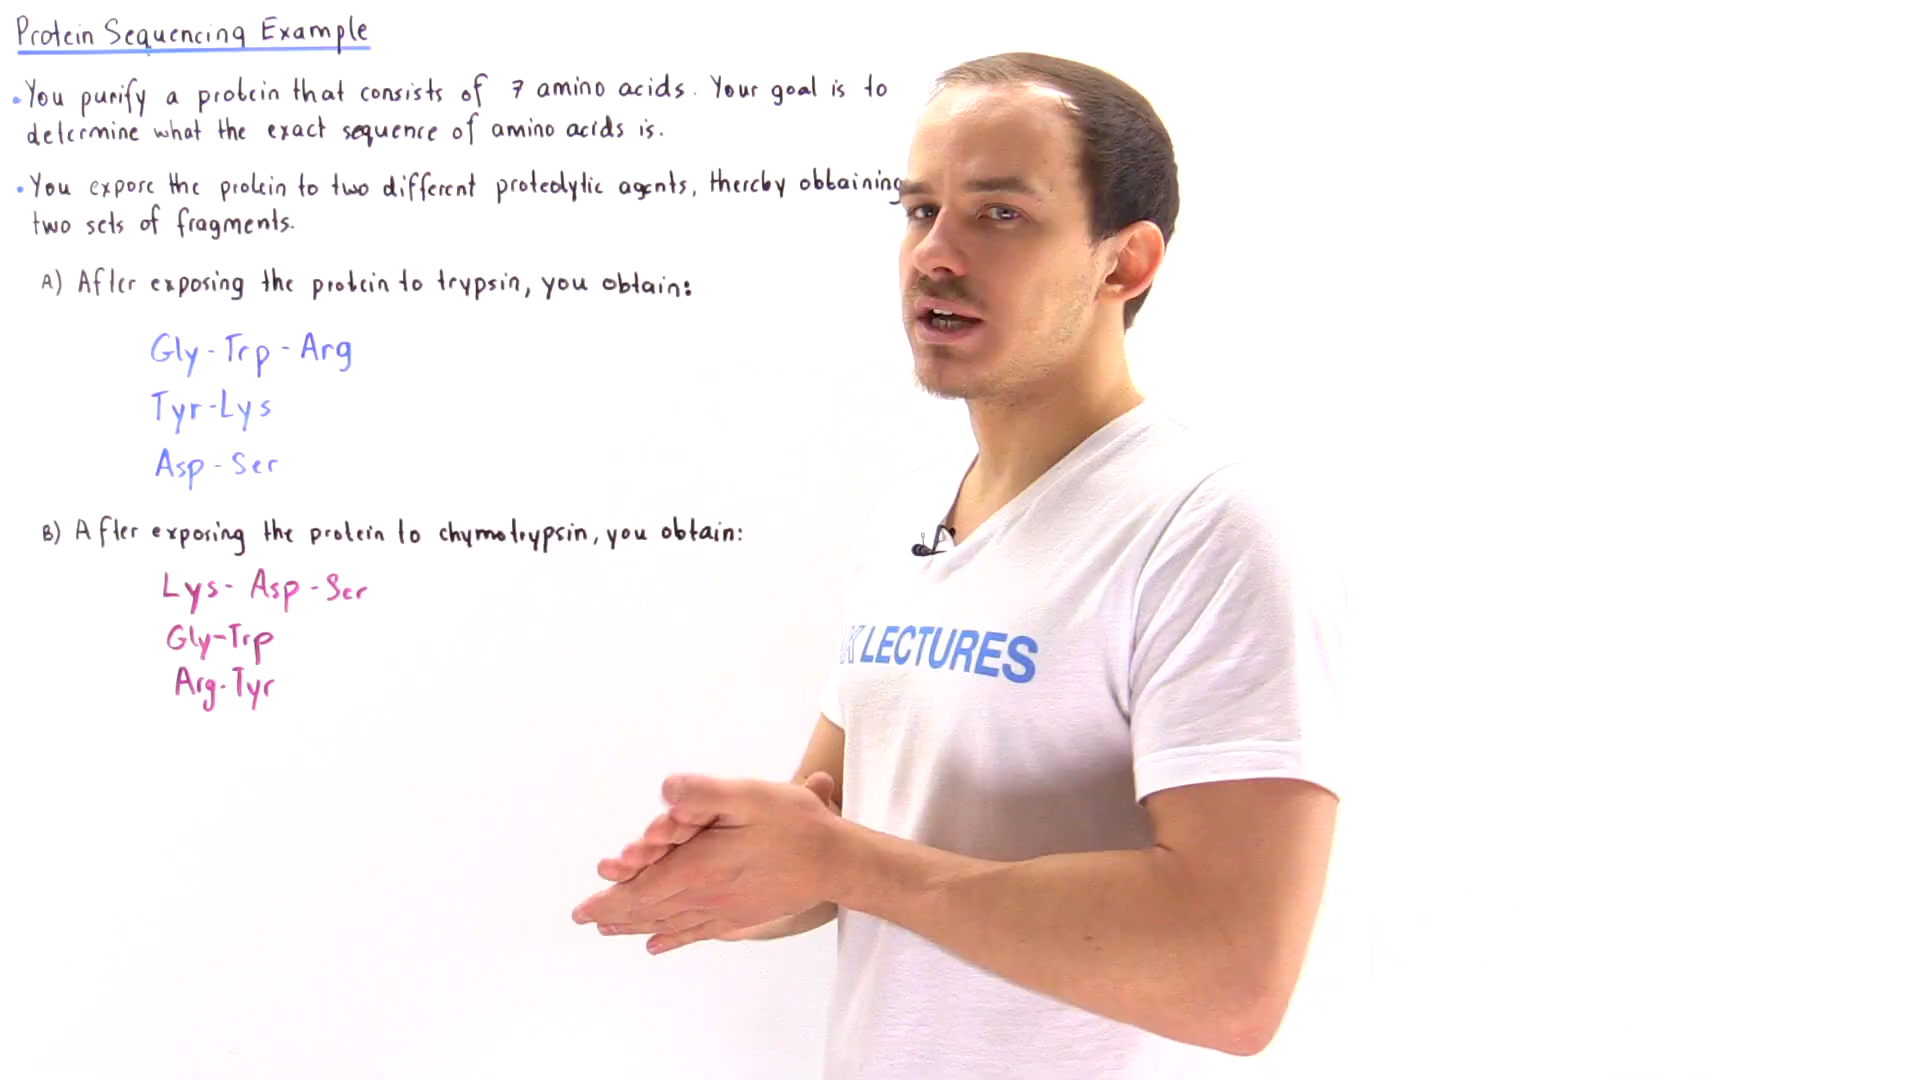 Protein Sequencing Example
• You purify a protein that consists of 7 amino acids. Your goal is to
determine what the exact sequence of amino acids is.
• You expose the protein to two different proteolytic agents, thereby obtaining
two sets of fragments.
A) After exposing the protein to trypsin, you obtain:
Gly-Trp-Arg
Tyr-Lys
Asp-Ser
B) After exposing the protein to chymotrypsin, you obtain:
Lys-Asp-Ser
Gly-Trp
Arg-Tyr
K LECTURES